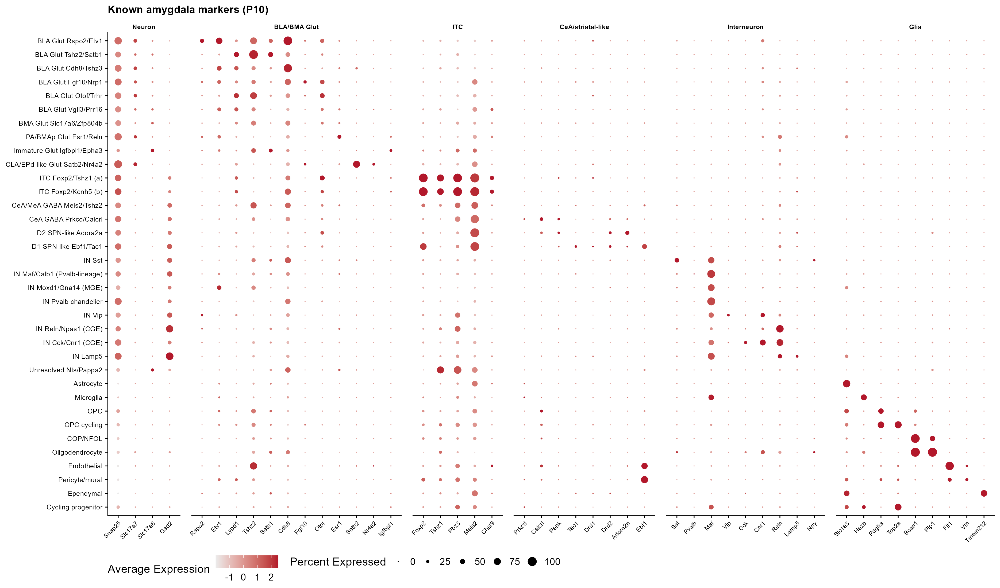 Known amygdala markers (P10)
Neuron BLA/BMA Glut ITC CeA/striatal-like Interneuron Glia
BLA Glut Rspo2/Etv1
BLA Glut Tshz2/Satb1
BLA Glut Cdh8/Tshz3
BLA Glut Fgf10/Nrp1
BLA Glut Otof/Trhr
BLA Glut Vgll3/Prr16
BMA Glut Slc17a6/Zfp804b
PA/BMAp Glut Esr1/Reln
Immature Glut Igfbpl1/Epha3
CLA/EPd-like Glut Satb2/Nr4a2
ITC Foxp2/Tshz1 (a)
ITC Foxp2/Kcnh5 (b)
CeA/MeA GABA Meis2/Tshz2
CeA GABA Prkcd/Calcrl
D2 SPN-like Adora2a
D1 SPN-like Ebf1/Tac1
IN Sst
IN Maf/Calb1 (Pvalb-lineage)
IN Moxd1/Gna14 (MGE)
IN Pvalb chandelier
IN Vip
IN Reln/Npas1 (CGE)
IN Cck/Cnr1 (CGE)
IN Lamp5
Unresolved Nts/Pappa2
Astrocyte
Microglia
OPC
OPC cycling
COP/NFOL
Oligodendrocyte
Endothelial
Pericyte/mural
Ependymal
Cycling progenitor
Snap25 Slc17a7 Slc17a6 Gad2 Rspo2 Etv1 Lypd1 Tshz2 Satb1 Cdh8 Fgf10 Otof Esr1 Satb2 Nr4a2 Igfbpl1 Foxp2 Tshz1 Pbx3 Meis2 Chst9 Prkcd Calcrl Penk Tac1 Drd1 Drd2 Adora2a Ebf1 Sst Pvalb Maf Vip Cck Cnr1 Reln Lamp5 Npy Slc1a3 Hexb Pdgfra Top2a Bcas1 Plp1 Flt1 Vtn Tmem212
Average Expression
-1 0 1 2
Percent Expressed 0 25 50 75 100